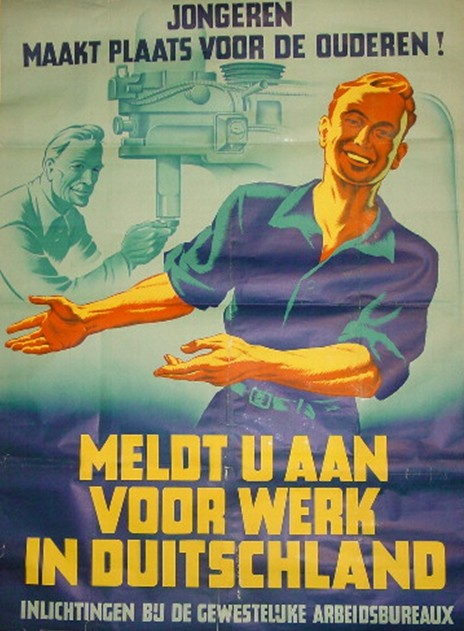 JONGEREN
MAAKT PLAATS VOOR DE OUDEREN!
MELDT U AAN
VOOR WERK
IN DUITSCHLAND
INLICHTINGEN BIJ DE GEWESTELIJKE ARBEIDSBUREAUX